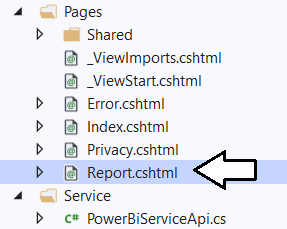 Pages
Shared
_ViewImports.cshtml
_ViewStart.cshtml
Error.cshtml
Index.cshtml
Privacy.cshtml
Report.cshtml
Service
C# PowerBiServiceApi.cs